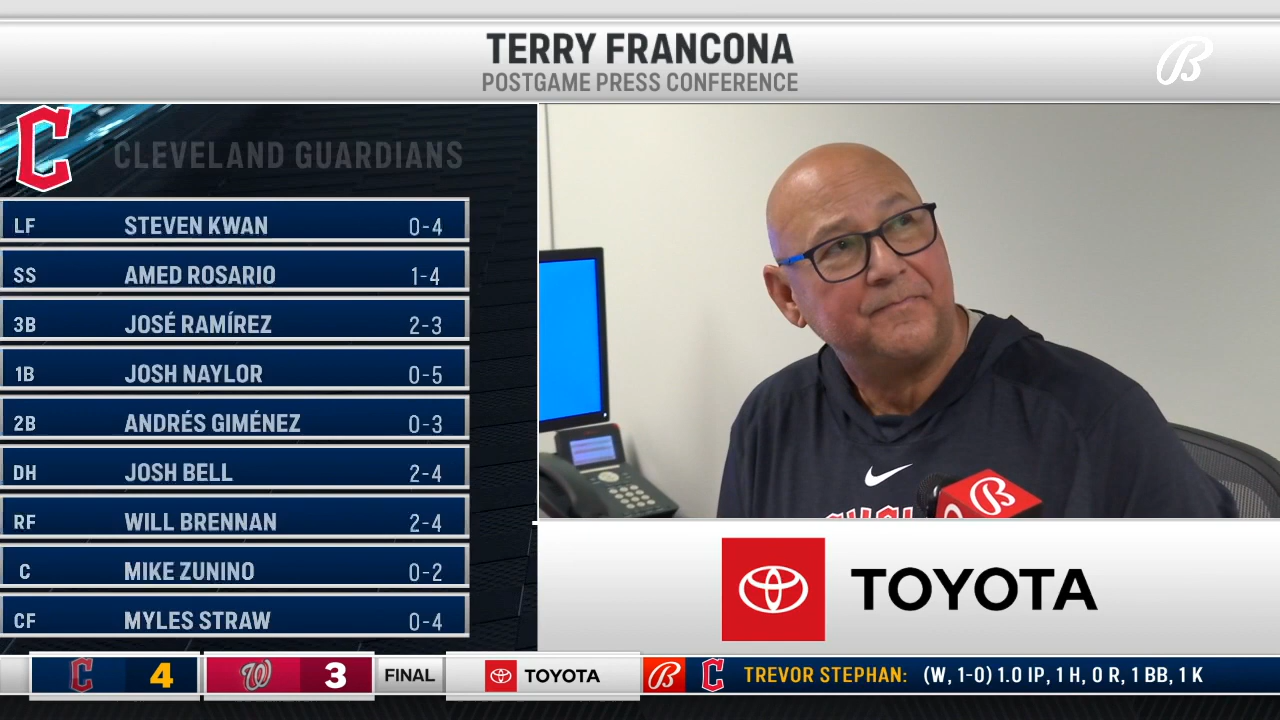 TERRY FRANCONA
POSTGAME PRESS CONFERENCE
B
C
CLEVELAND GUARDIANS
LF STEVEN KWAN 0-4
SS AMED ROSARIO 1-4
3B JOSÉ RAMÍREZ 2-3
1B JOSH NAYLOR 0-5
2B ANDRÉS GIMÉNEZ 0-3
DH JOSH BELL 2-4
RF WILL BRENNAN 2-4
C MIKE ZUNINO 0-2
CF MYLES STRAW 0-4
B
TOYOTA
C 4 W 3 FINAL TOYOTA B C TREVOR STEPHAN: (W, 1-0) 1.0 IP, 1 H, 0 R, 1 BB, 1 K